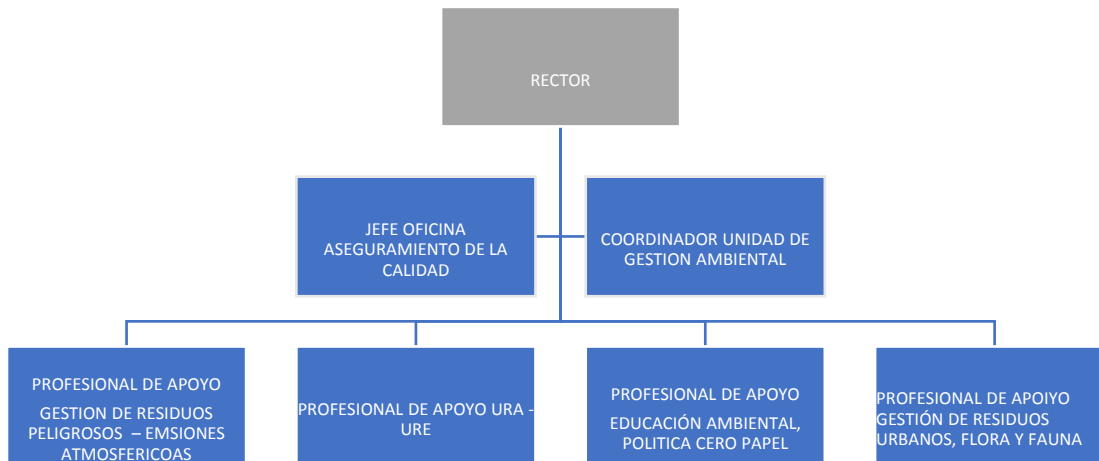 RECTOR
JEFE OFICINA
ASEGURAMIENTO DE LA
CALIDAD
COORDINADOR UNIDAD DE
GESTION AMBIENTAL
PROFESIONAL DE APOYO
GESTION DE RESIDUOS
PELIGROSOS – EMSIONES
ATMOSFERICOAS
PROFESIONAL DE APOYO URA -
URE
PROFESIONAL DE APOYO
EDUCACIÓN AMBIENTAL,
POLITICA CERO PAPEL
PROFESIONAL DE APOIYO
GESTIÓN DE RESIDUOS
URBANOS, FLORA Y FAUNA